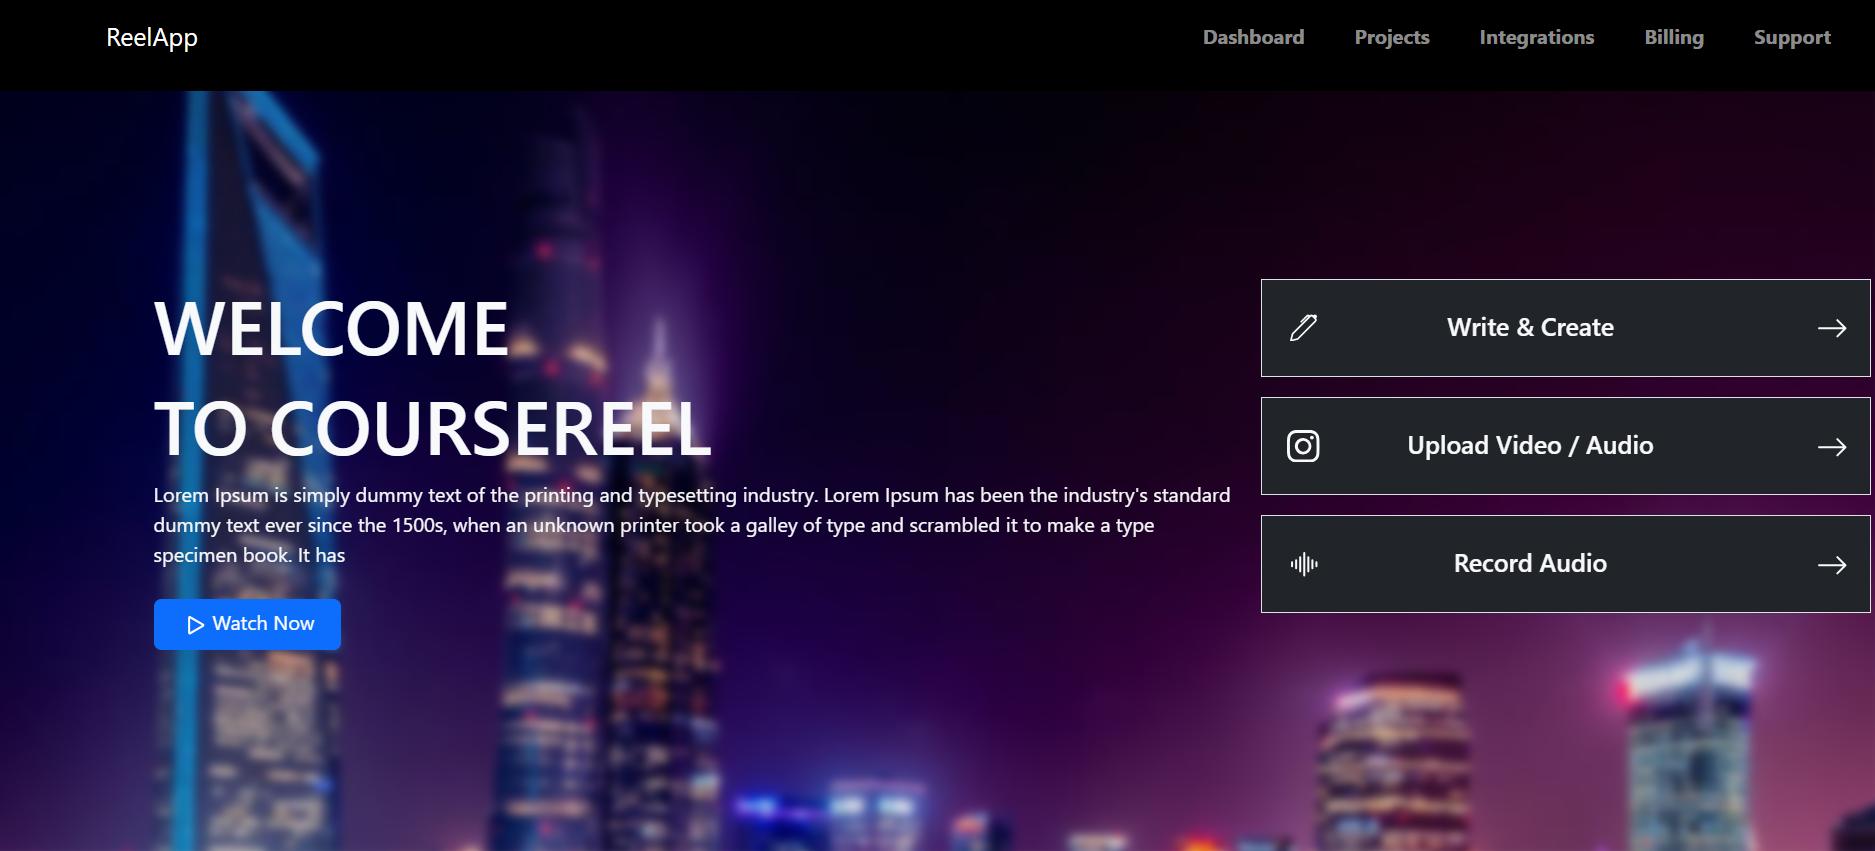 ReelApp
Dashboard Projects Integrations Billing Support
WELCOME
TO COURSEREEL
Lorem Ipsum is simply dummy text of the printing and typesetting industry. Lorem Ipsum has been the industry's standard
dummy text ever since the 1500s, when an unknown printer took a galley of type and scrambled it to make a type
specimen book. It has
Watch Now
Write & Create
Upload Video / Audio
Record Audio